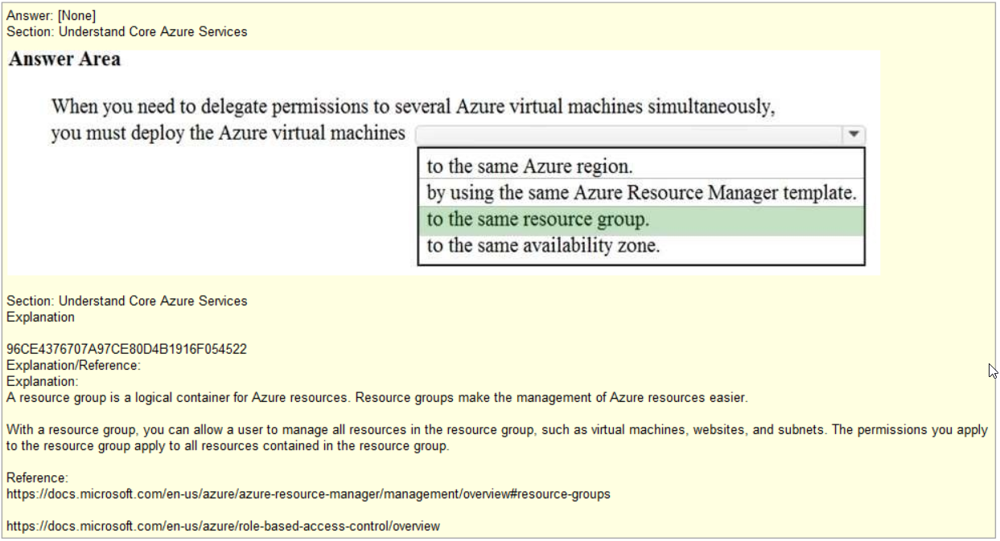 Answer: [None]
Section: Understand Core Azure Services
Answer Area
When you need to delegate permissions to several Azure virtual machines simultaneously,
you must deploy the Azure virtual machines
to the same Azure region.
by using the same Azure Resource Manager template.
to the same resource group.
to the same availability zone.
Section: Understand Core Azure Services
Explanation
96CE4376707A97CE80D4B1916F054522
Explanation/Reference:
Explanation:
A resource group is a logical container for Azure resources. Resource groups make the management of Azure resources easier.
With a resource group, you can allow a user to manage all resources in the resource group, such as virtual machines, websites, and subnets. The permissions you apply
to the resource group apply to all resources contained in the resource group.
Reference:
https://docs.microsoft.com/en-us/azure/azure-resource-manager/management/overview#resource-groups
https://docs.microsoft.com/en-us/azure/role-based-access-control/overview